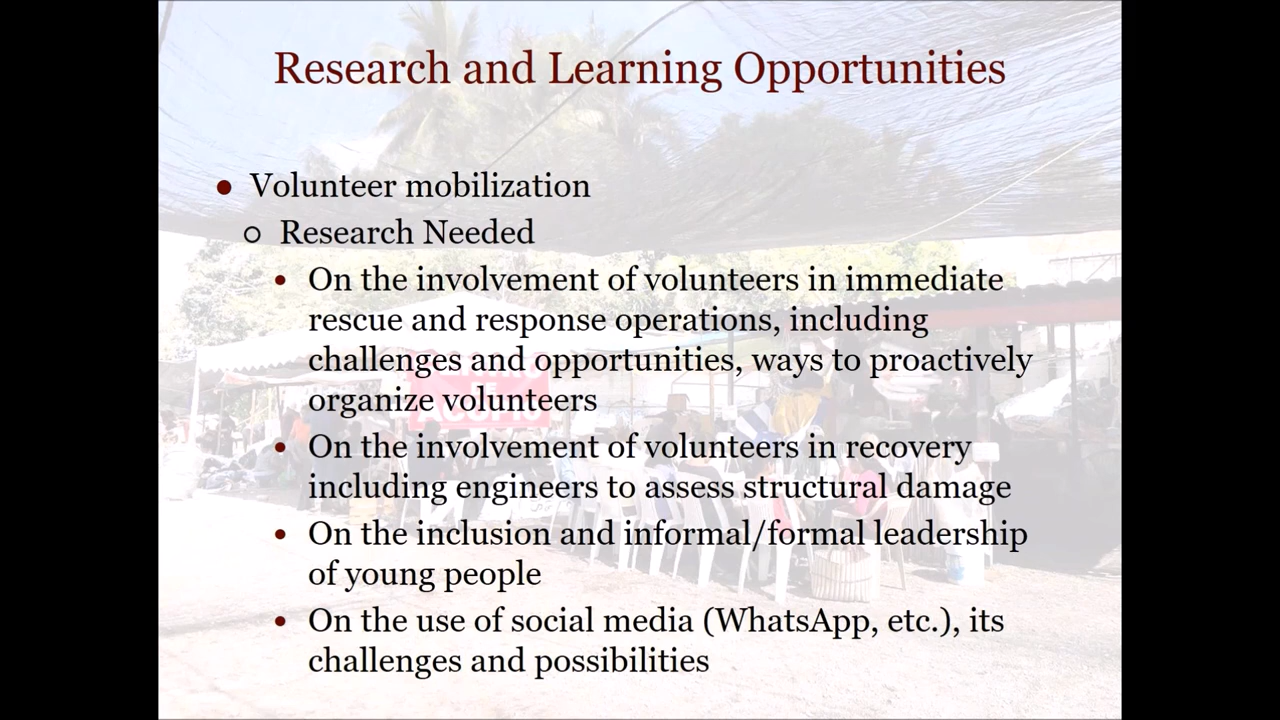 Research and Learning Opportunities
Volunteer mobilization
Research Needed
On the involvement of volunteers in immediate
rescue and response operations, including
challenges and opportunities, ways to proactively
organize volunteers
On the involvement of volunteers in recovery
including engineers to assess structural damage
On the inclusion and informal/formal leadership
of young people
On the use of social media (WhatsApp, etc.), its
challenges and possibilities